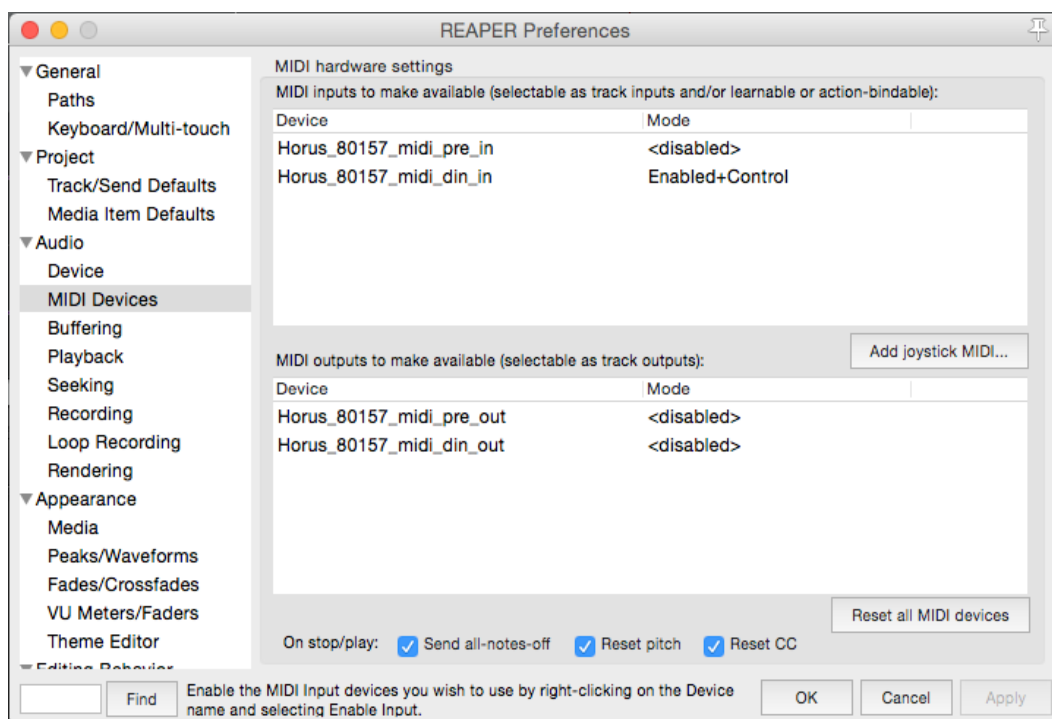 REAPER Preferences
General
Paths
Keyboard/Multi-touch
Project
Track/Send Defaults
Media Item Defaults
Audio
Device
MIDI Devices
Buffering
Playback
Seeking
Recording
Loop Recording
Rendering
Appearance
Media
Peaks/Waveforms
Fades/Crossfades
VU Meters/Faders
Theme Editor
Editing Behavior
MIDI hardware settings
MIDI inputs to make available (selectable as track inputs and/or learnable or action-bindable):
Device Mode
Horus_80157_midi_pre_in <disabled>
Horus_80157_midi_din_in Enabled+Control
Add joystick MIDI...
MIDI outputs to make available (selectable as track outputs):
Device Mode
Horus_80157_midi_pre_out <disabled>
Horus_80157_midi_din_out <disabled>
Reset all MIDI devices
On stop/play: Send all-notes-off Reset pitch Reset CC
Find
Enable the MIDI Input devices you wish to use by right-clicking on the Device
name and selecting Enable Input.
OK Cancel Apply